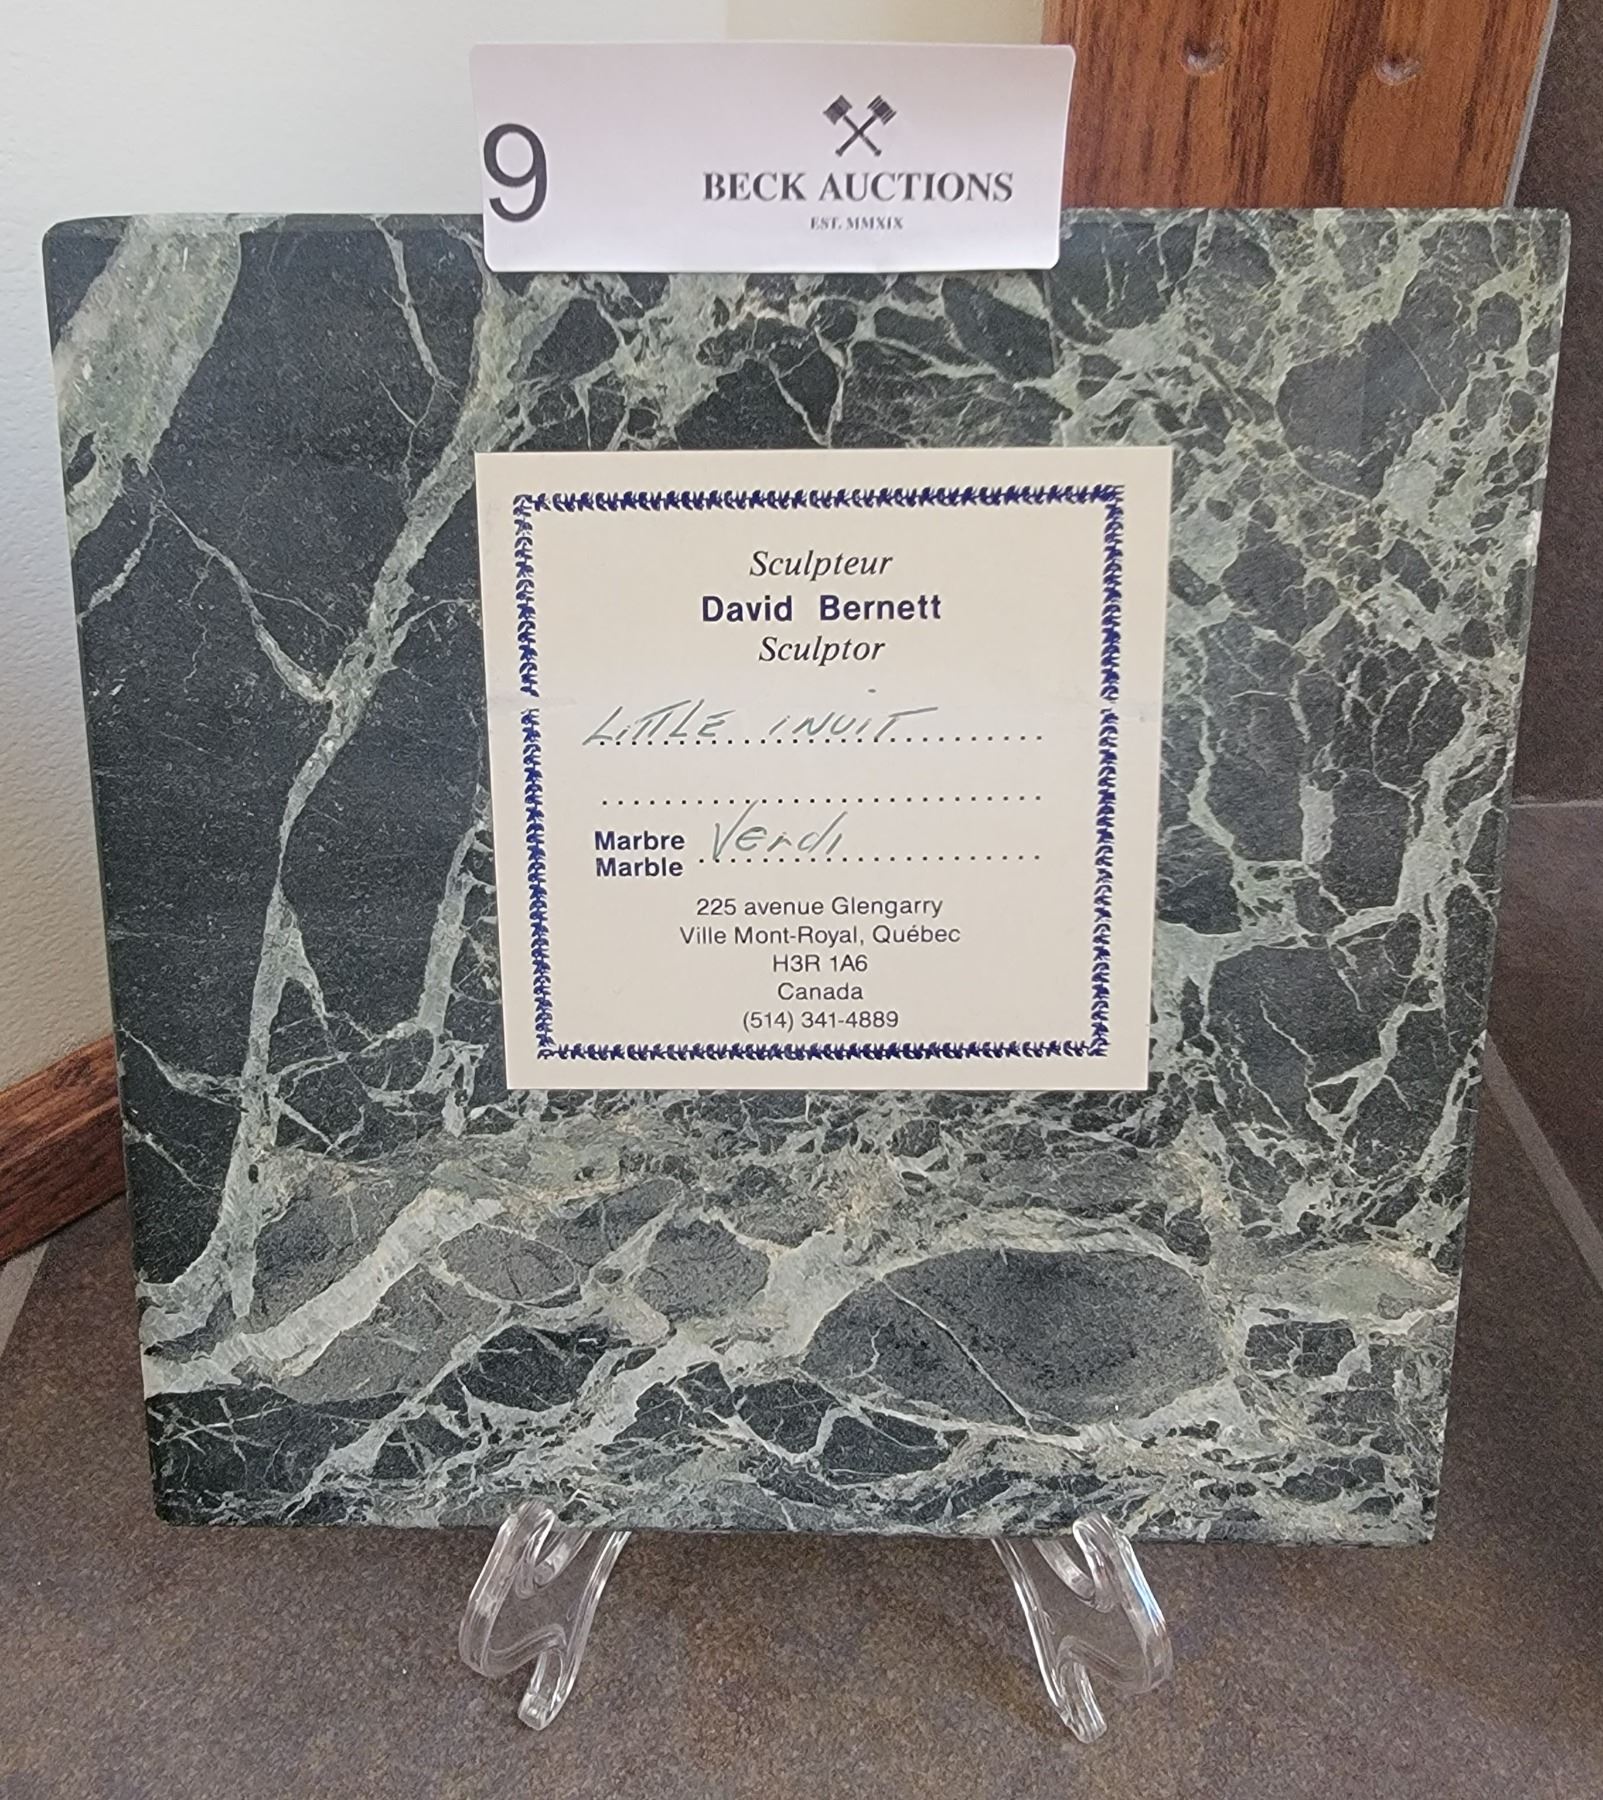 9
BECK AUCTIONS
EST. MMXIX
Sculpteur
David Bernett
Sculptor
LiTTLE iNUiT
Marbre Verdi
Marble
225 avenue Glengarry
Ville Mont-Royal, Québec
H3R 1A6
Canada
(514) 341-4889